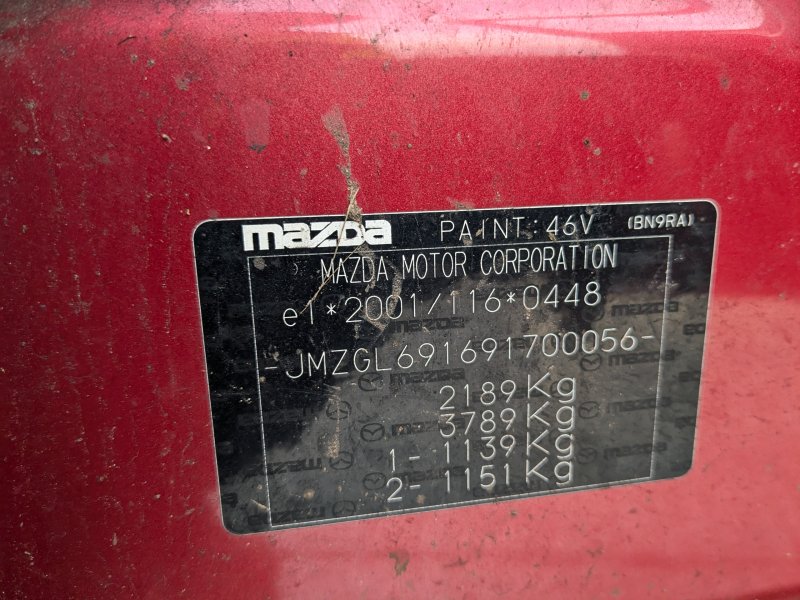 mazda PAINT:46V (BN9RA)
MAZDA MOTOR CORPORATION
e1*2001/116*0448
-JMZGL691691700056-
2189Kg
3789Kg
1- 1139Kg
2- 1151Kg